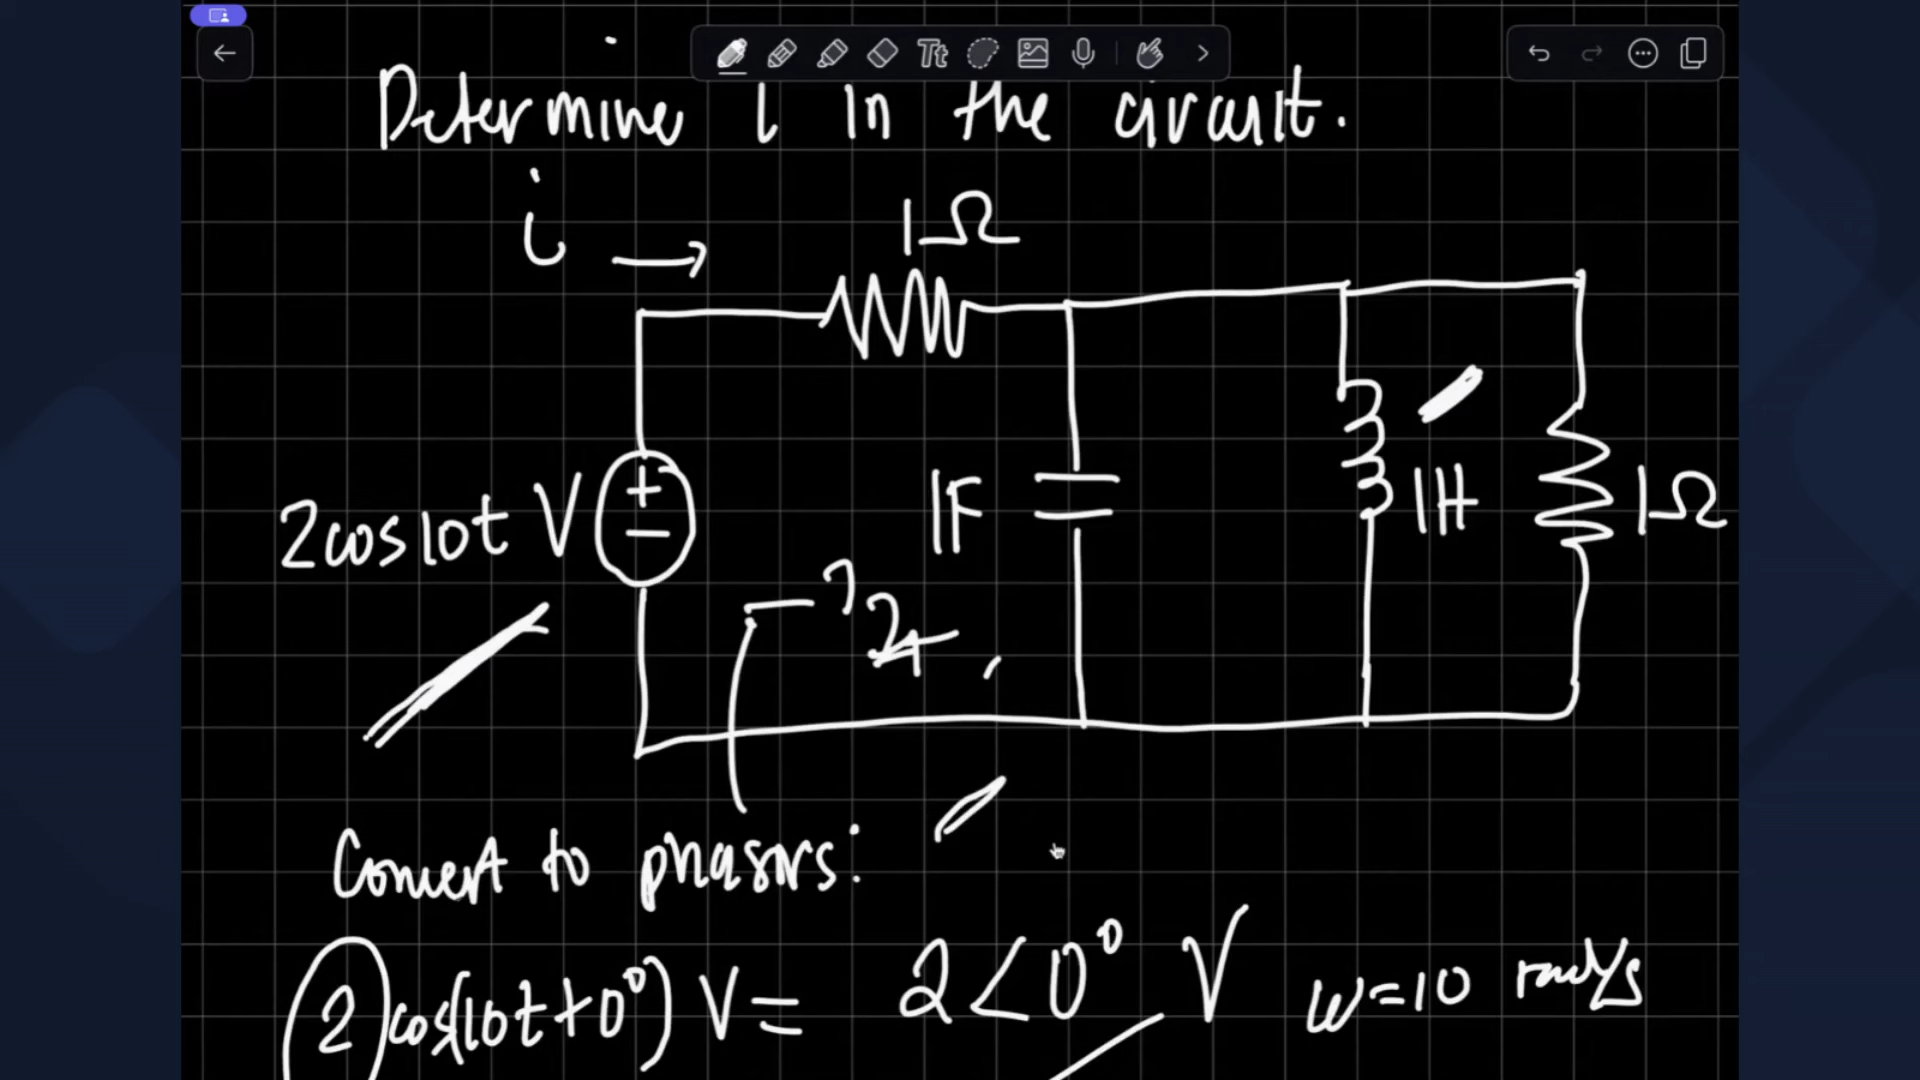 Determine i in the circuit.
i
1Ω
2cos10t V
+
−
1F
1H
1Ω
Convert to phasors:
2cos(10t+0°) V = 2<0° V
w=10 rad/s
Tt